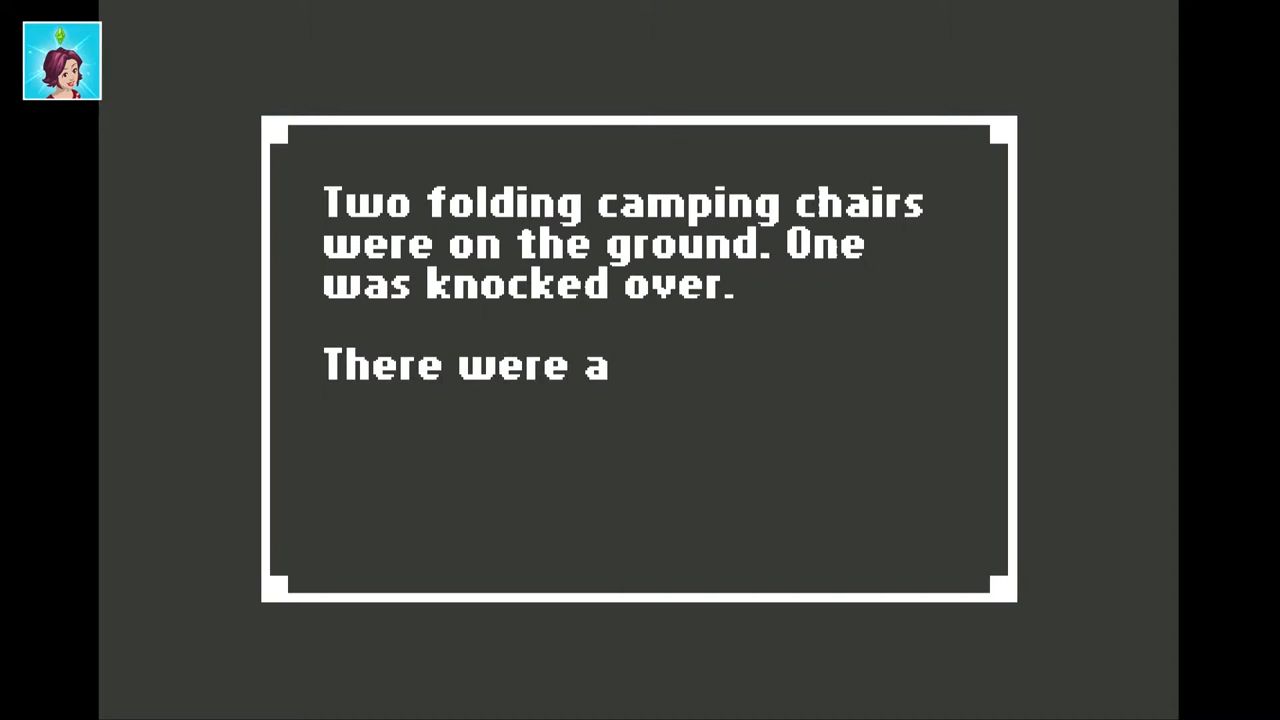 Two folding camping chairs
were on the ground. One
was knocked over.
There were a